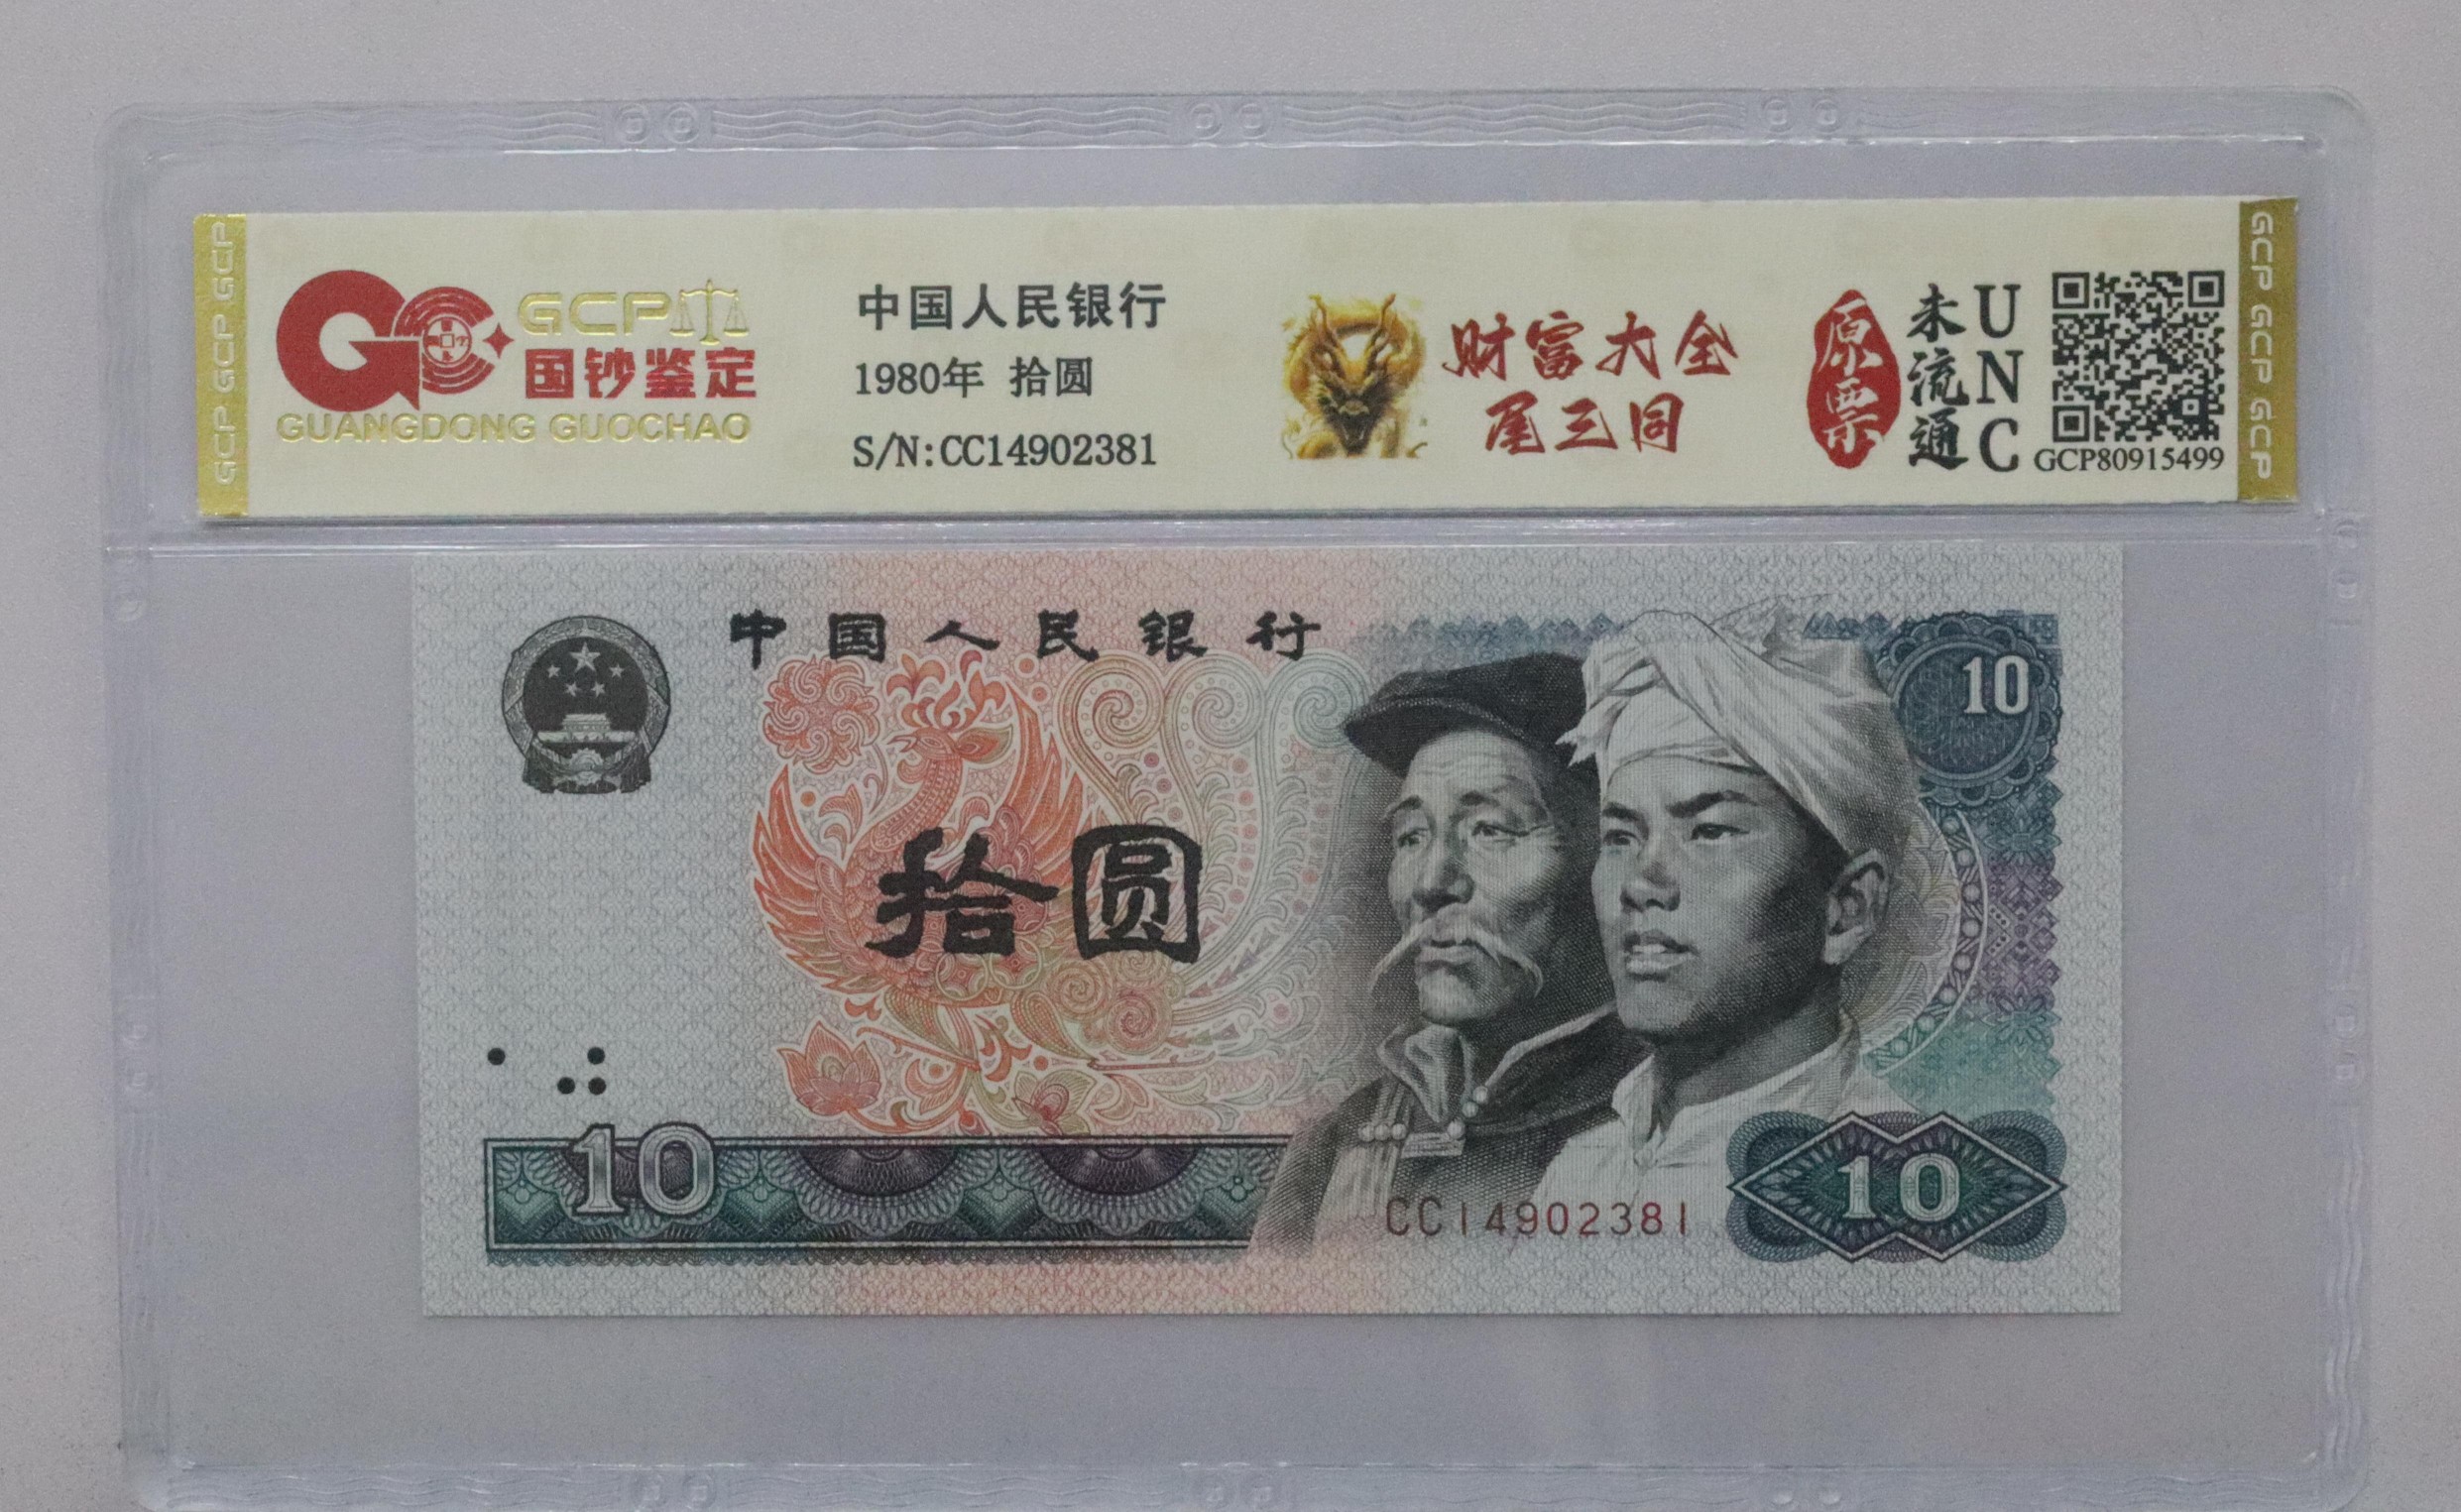 GCP GCP GCP
GCP
国钞鉴定
GUANGDONG GUOCHAO
中国人民银行
1980年 拾圆
S/N:CC14902381
财富大全
尾三同
原票
未流通
UNC
GCP80915499
GCP GCP GCP
中国人民银行
10
拾圆
10
CC14902381
10